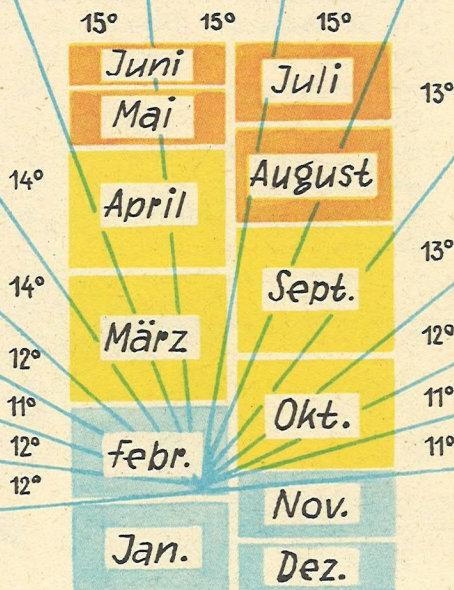 15° 15° 15°
Juni
Juli
13°
Mai
14°
August
April
13°
Sept.
14°
12°
März
12°
11°
11°
Okt.
12°
11°
Febr.
12°
Nov.
Jan.
Dez.